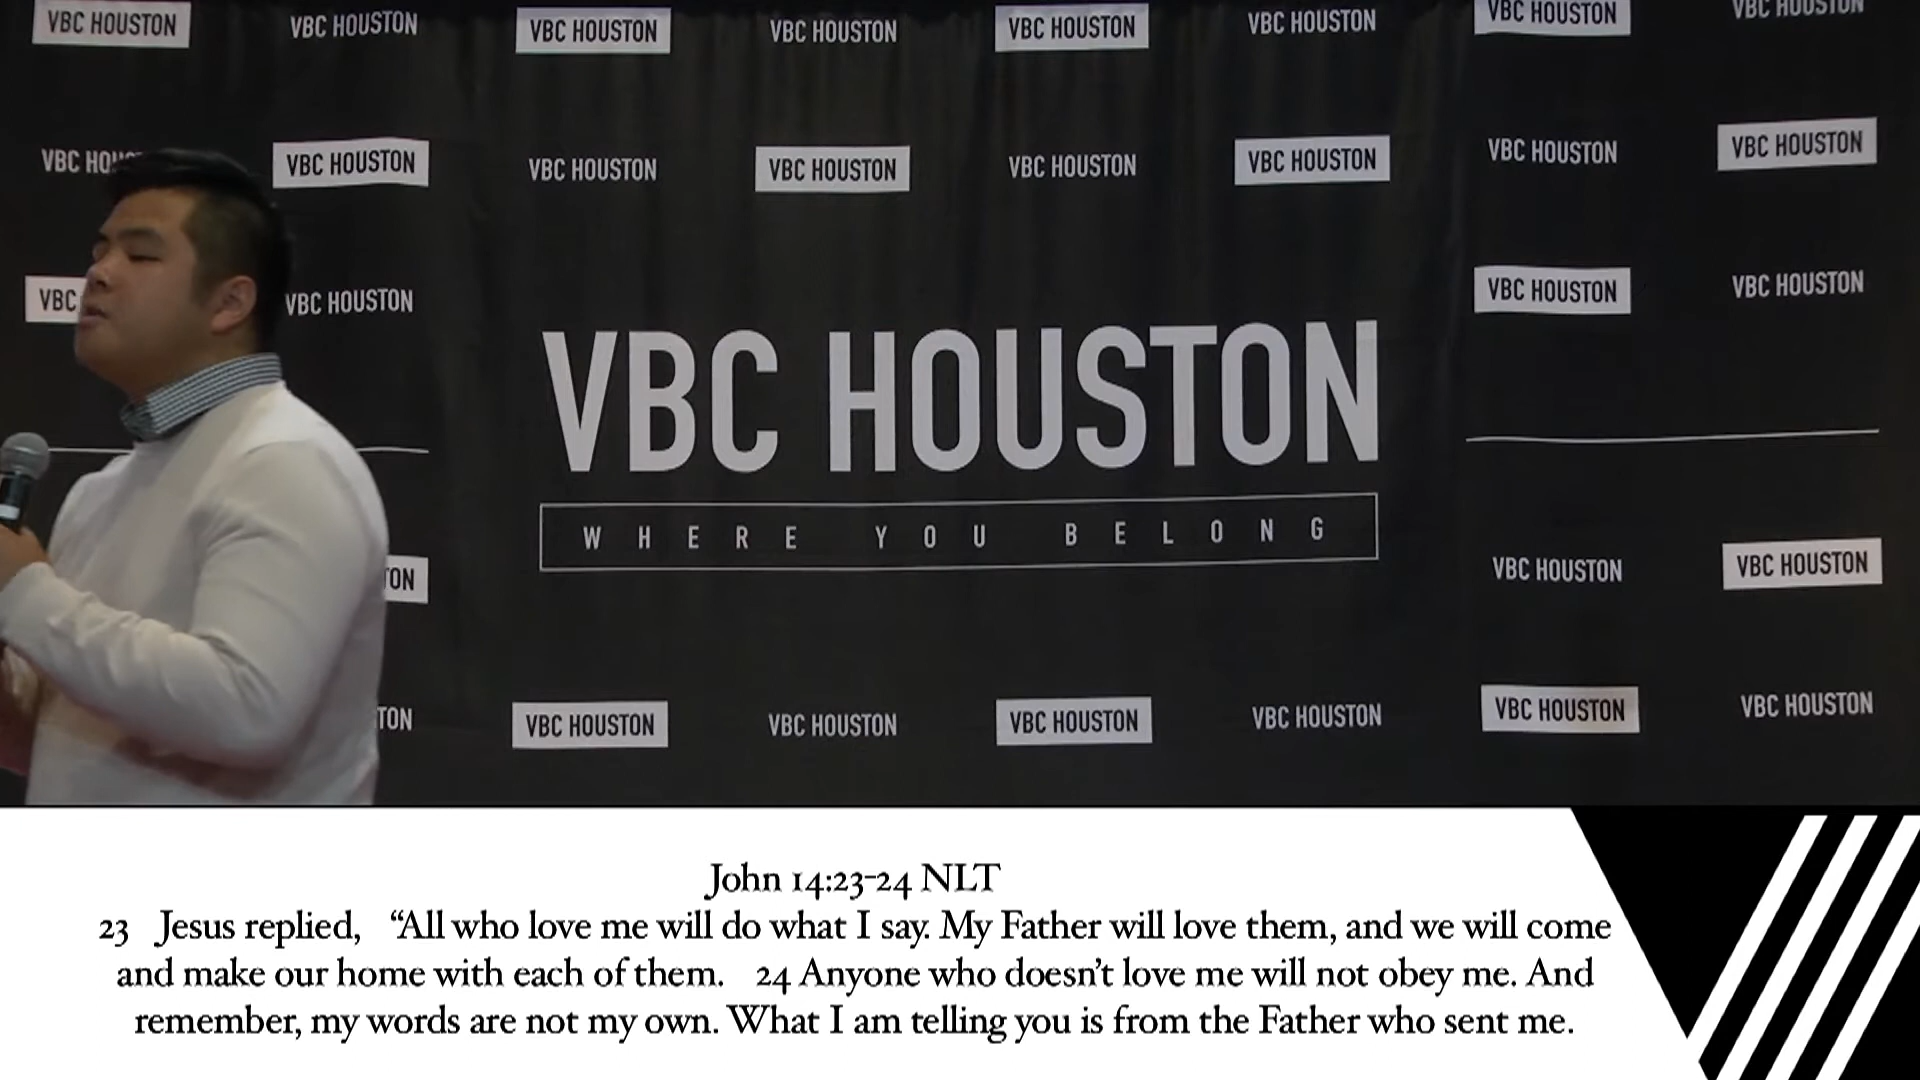 VBC HOUSTON VBC HOUSTON VBC HOUSTON VBC HOUSTON VBC HOUSTON VBC HOUSTON VBC HOUSTON VBC HOUSTON
VBC VBC HOUSTON VBC HOUSTON VBC HOUSTON VBC HOUSTON VBC HOUSTON VBC HOUSTON VBC HOUSTON
VBC VBC HOUSTON VBC HOUSTON VBC HOUSTON
VBC HOUSTON
WHERE YOU BELONG
TON VBC HOUSTON VBC HOUSTON
TON VBC HOUSTON VBC HOUSTON VBC HOUSTON VBC HOUSTON VBC HOUSTON VBC HOUSTON
John 14:23-24 NLT
23 Jesus replied, “All who love me will do what I say. My Father will love them, and we will come
and make our home with each of them. 24 Anyone who doesn’t love me will not obey me. And
remember, my words are not my own. What I am telling you is from the Father who sent me.